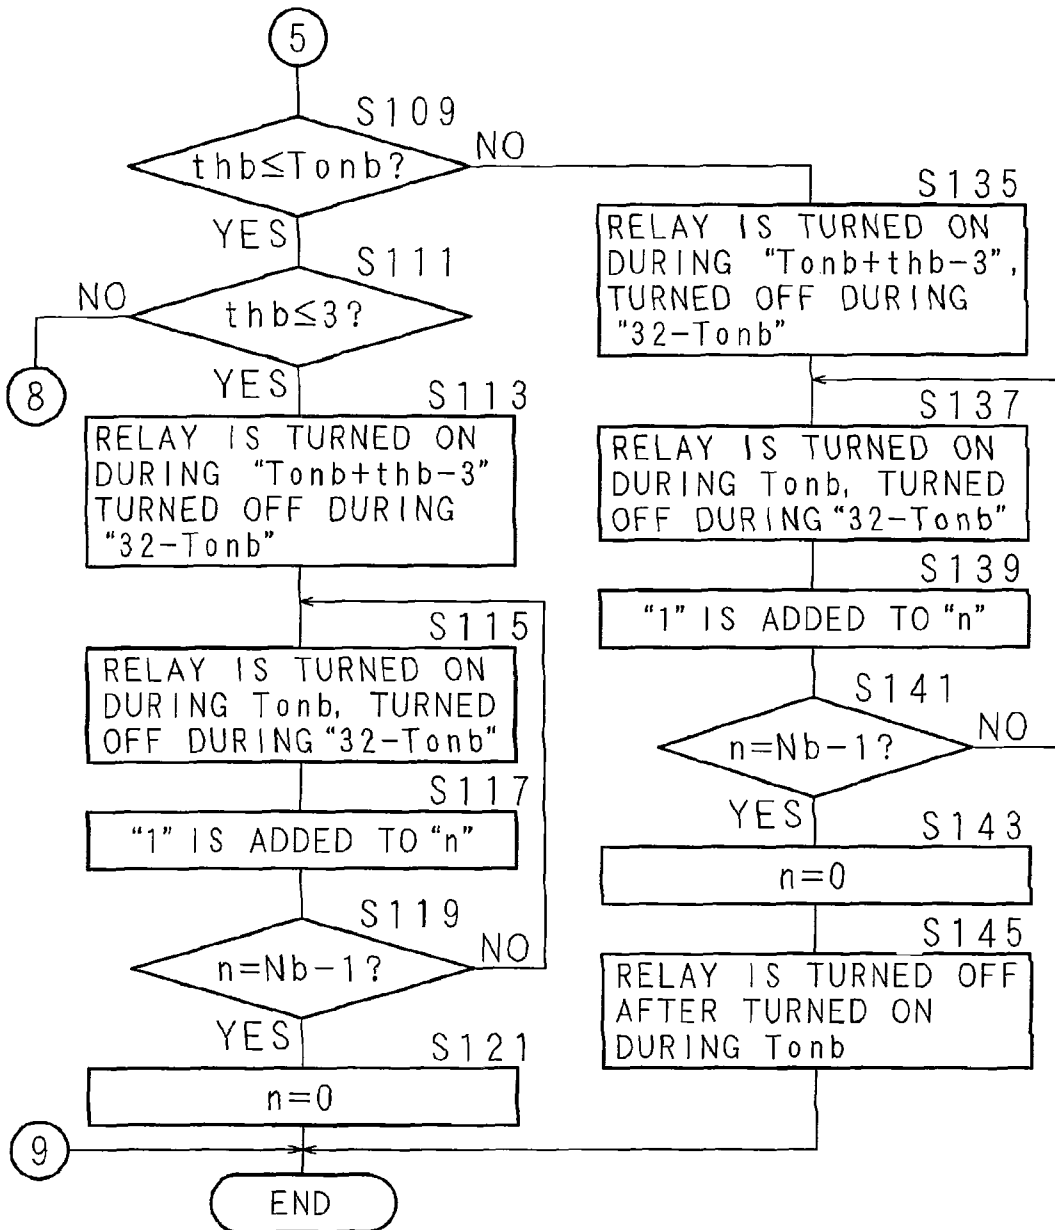 5
S109
thb≤Tonb?
NO
YES
S111
thb≤3?
NO
8
YES
S113
RELAY IS TURNED ON
DURING "Tonb+thb-3"
TURNED OFF DURING
"32-Tonb"
S115
RELAY IS TURNED ON
DURING Tonb, TURNED
OFF DURING "32-Tonb"
S117
"1" IS ADDED TO "n"
S119
n=Nb-1?
NO
YES
S121
n=0
9
END
S135
RELAY IS TURNED ON
DURING "Tonb+thb-3",
TURNED OFF DURING
"32-Tonb"
S137
RELAY IS TURNED ON
DURING Tonb, TURNED
OFF DURING "32-Tonb"
S139
"1" IS ADDED TO "n"
S141
n=Nb-1?
NO
YES
S143
n=0
S145
RELAY IS TURNED OFF
AFTER TURNED ON
DURING Tonb